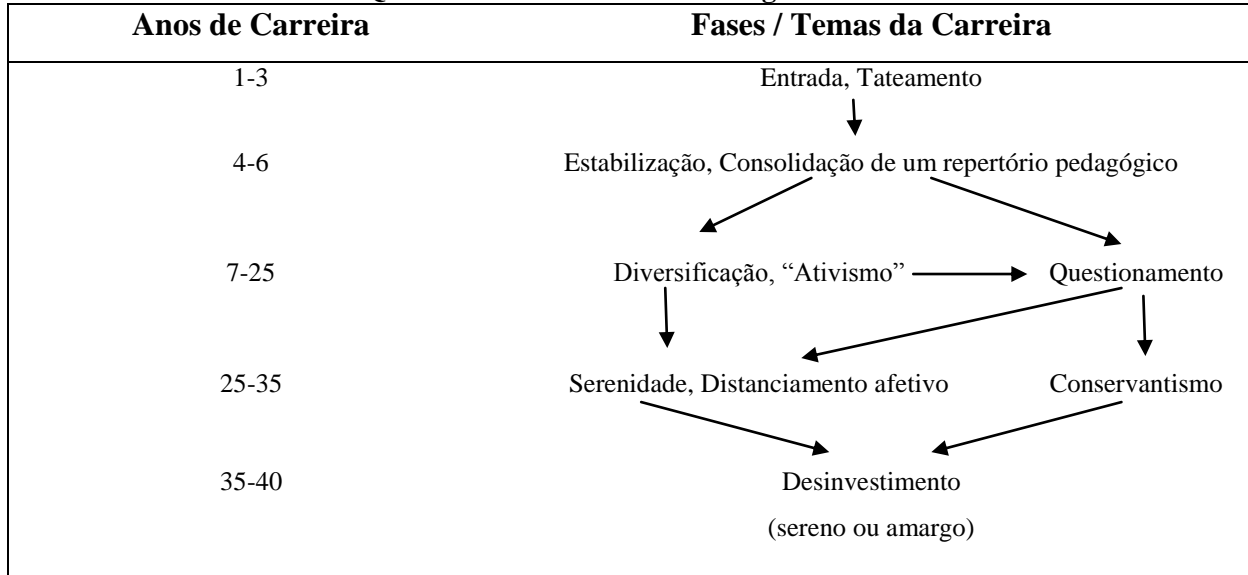 Anos de Carreira Fases / Temas da Carreira
1-3 Entrada, Tateamento
4-6 Estabilização, Consolidação de um repertório pedagógico
7-25 Diversificação, “Ativismo” Questionamento
25-35 Serenidade, Distanciamento afetivo Conservantismo
35-40 Desinvestimento
(sereno ou amargo)